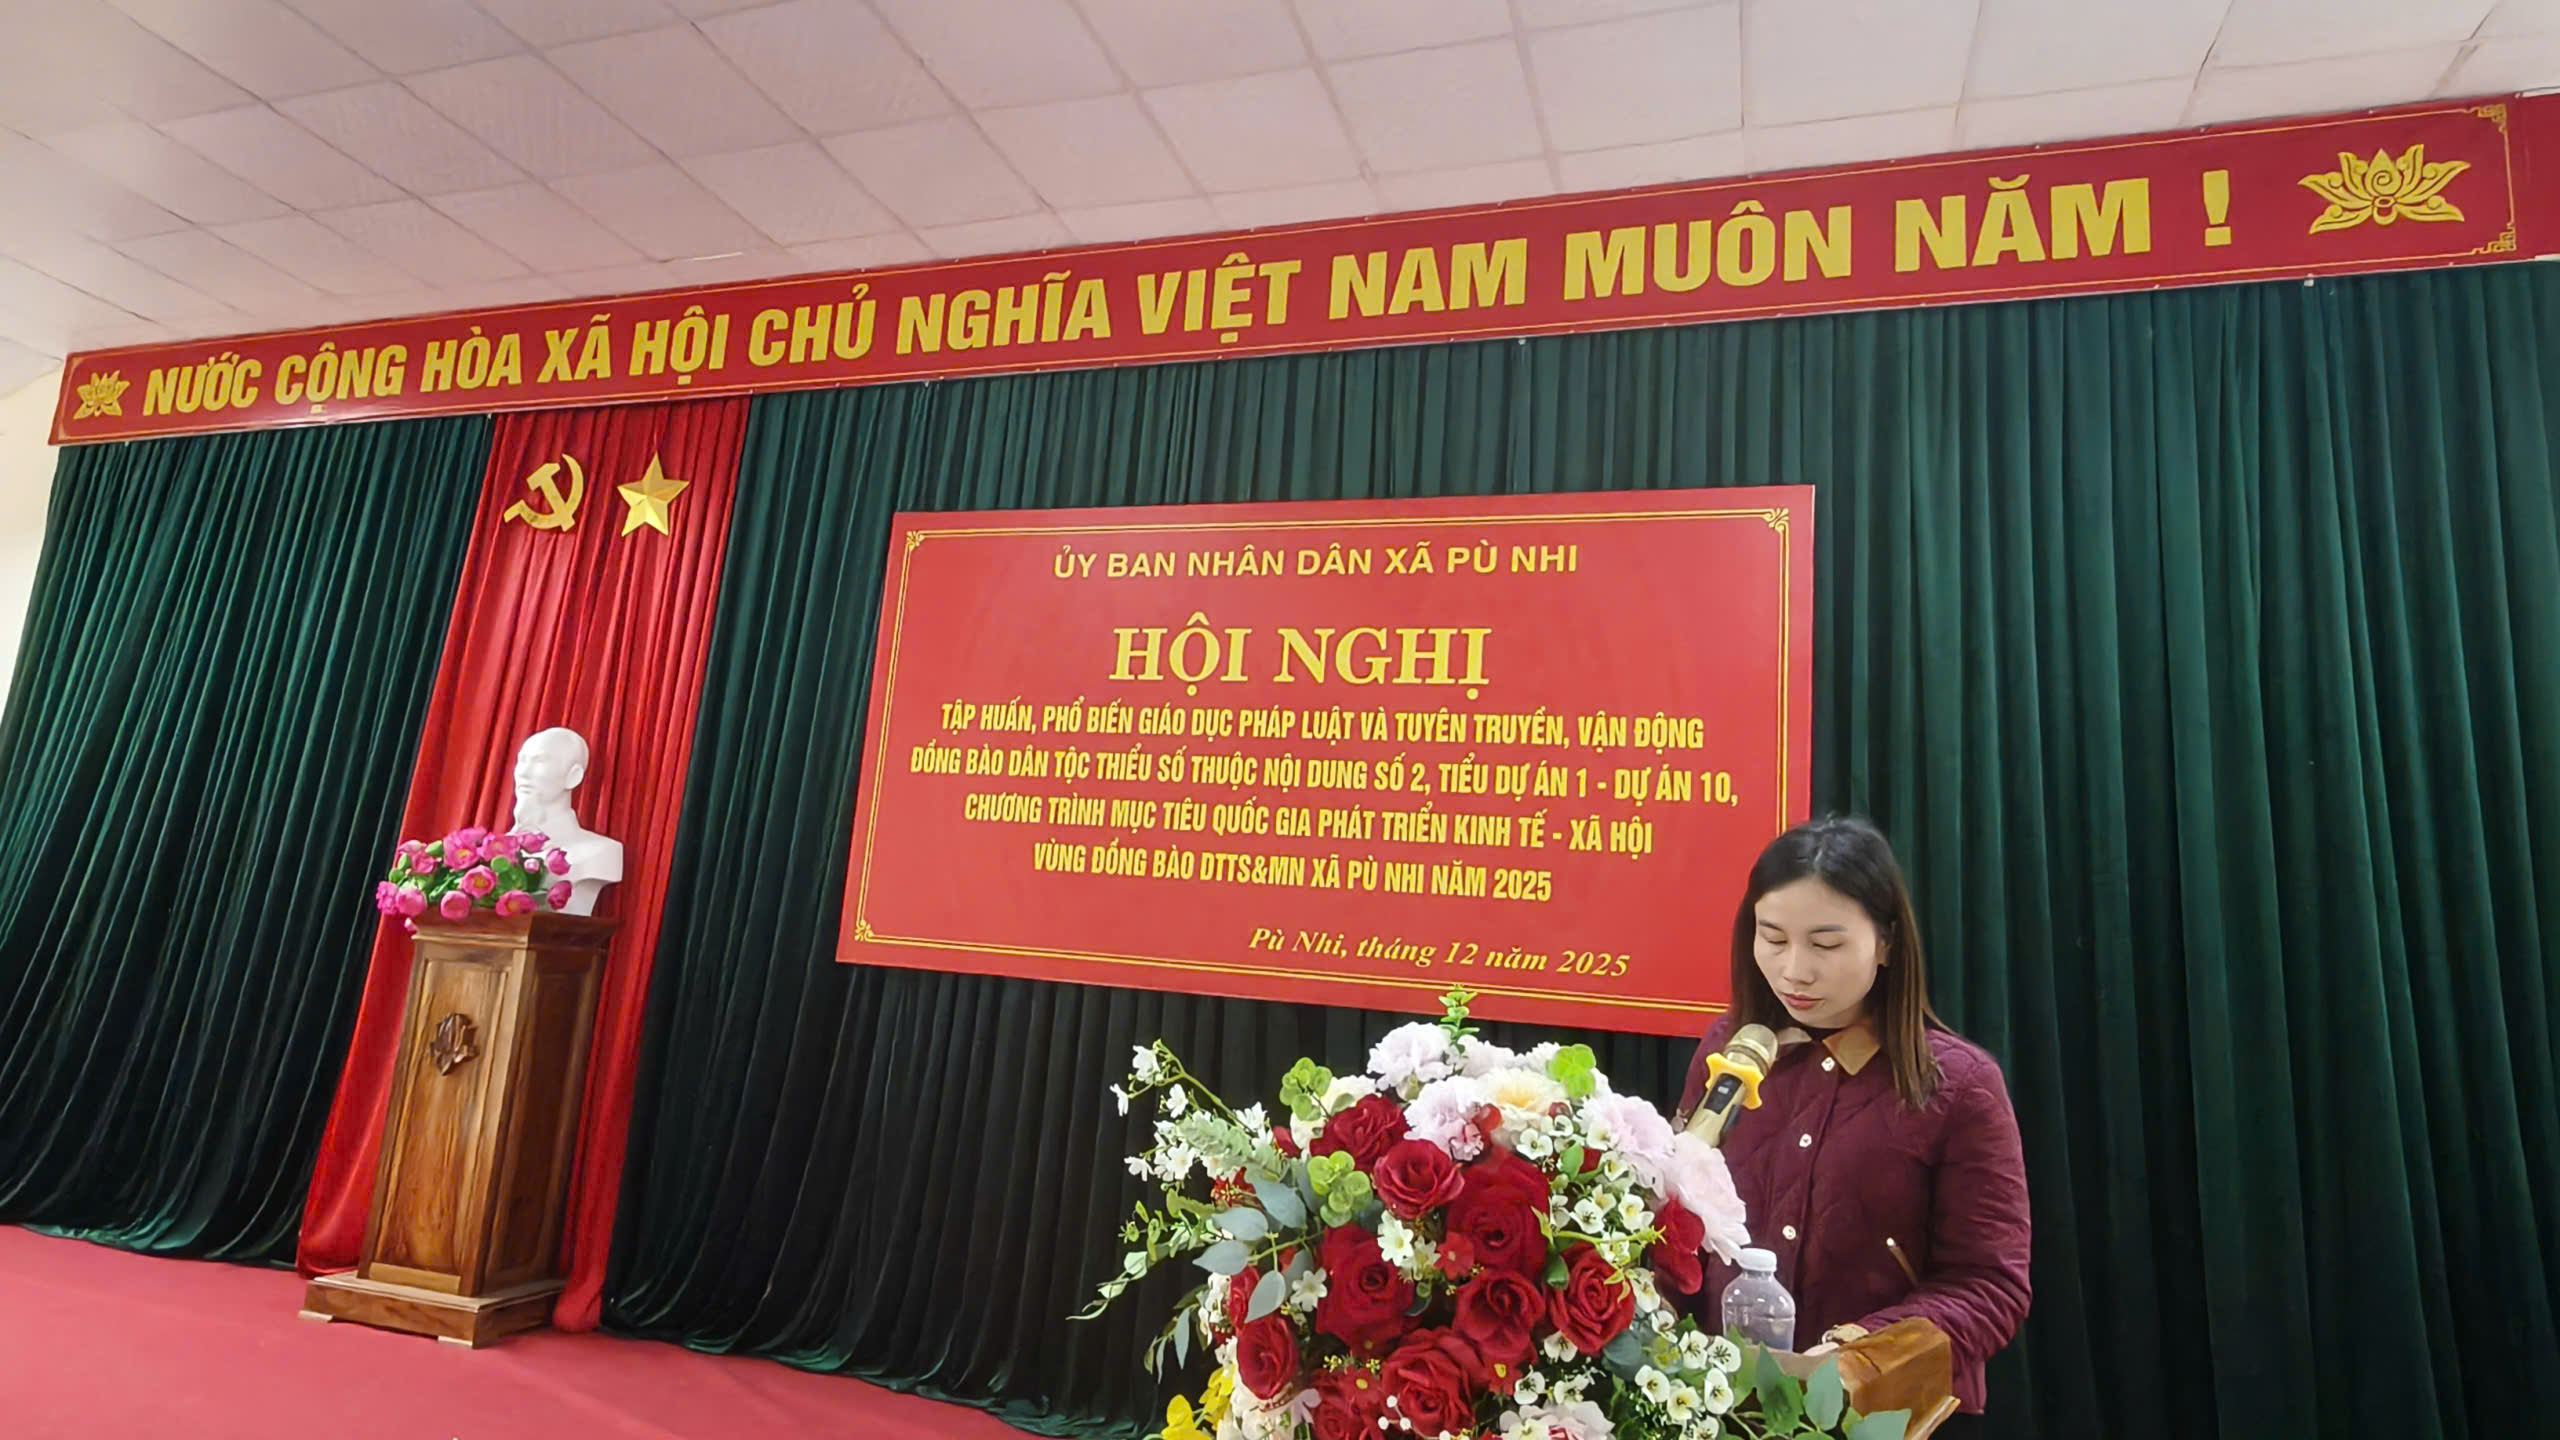 NƯỚC CỘNG HÒA XÃ HỘI CHỦ NGHĨA VIỆT NAM MUÔN NĂM !
ỦY BAN NHÂN DÂN XÃ PÙ NHI
HỘI NGHỊ
TẬP HUẤN, PHỔ BIẾN GIÁO DỤC PHÁP LUẬT VÀ TUYÊN TRUYỀN, VẬN ĐỘNG
ĐỒNG BÀO DÂN TỘC THIỂU SỐ THUỘC NỘI DUNG SỐ 2, TIỂU DỰ ÁN 1 - DỰ ÁN 10,
CHƯƠNG TRÌNH MỤC TIÊU QUỐC GIA PHÁT TRIỂN KINH TẾ - XÃ HỘI
VÙNG ĐỒNG BÀO DTTS&MN XÃ PÙ NHI NĂM 2025
Pù Nhi, tháng 12 năm 2025